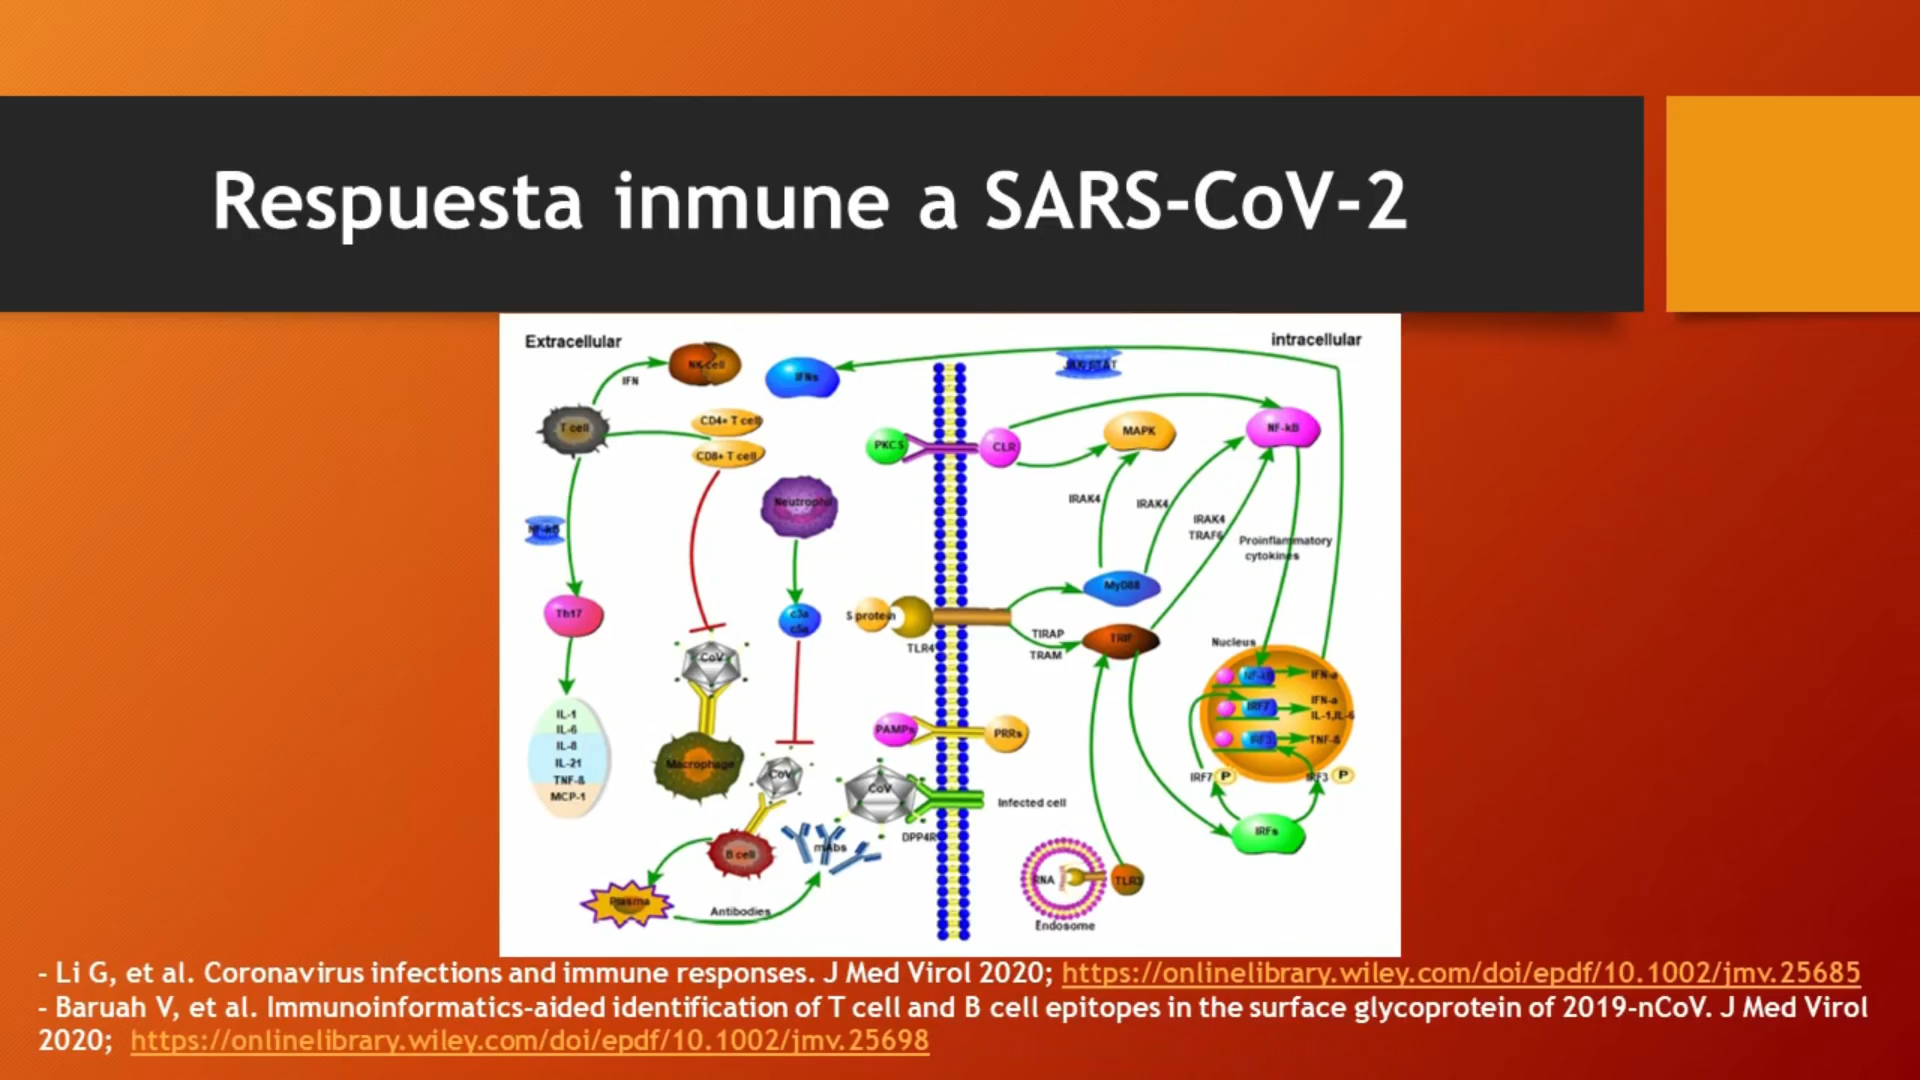 Respuesta inmune a SARS-CoV-2
Extracellular
intracellular
NK cell
IFNs
JAK-STAT
IFN
T cell
CD4+ T cell
CD8+ T cell
PKCS
CLR
MAPK
NF-kB
Neutrophil
IRAK4
IRAK4
IRAK4
TRAF6
Proinflammatory
cytokines
NF-kB
Th17
c3a
c5a
S protein
TLR4
MyD88
TIRAP
TRAM
TRIF
Nucleus
CoV
NF-kB
IFN-α
IRF7
IFN-a
IL-1,IL-6
IRF3
TNF-ß
IL-1
IL-6
IL-8
IL-21
TNF-ß
MCP-1
PAMPs
PRRs
Macrophage
CoV
CoV
IRF7
P
IRF3
P
Infected cell
DPP4R
IRFs
B cell
mAbs
RNA
TLR3
Plasma
Antibodies
Endosome
- Li G, et al. Coronavirus infections and immune responses. J Med Virol 2020; https://onlinelibrary.wiley.com/doi/epdf/10.1002/jmv.25685
- Baruah V, et al. Immunoinformatics-aided identification of T cell and B cell epitopes in the surface glycoprotein of 2019-nCoV. J Med Virol
2020; https://onlinelibrary.wiley.com/doi/epdf/10.1002/jmv.25698